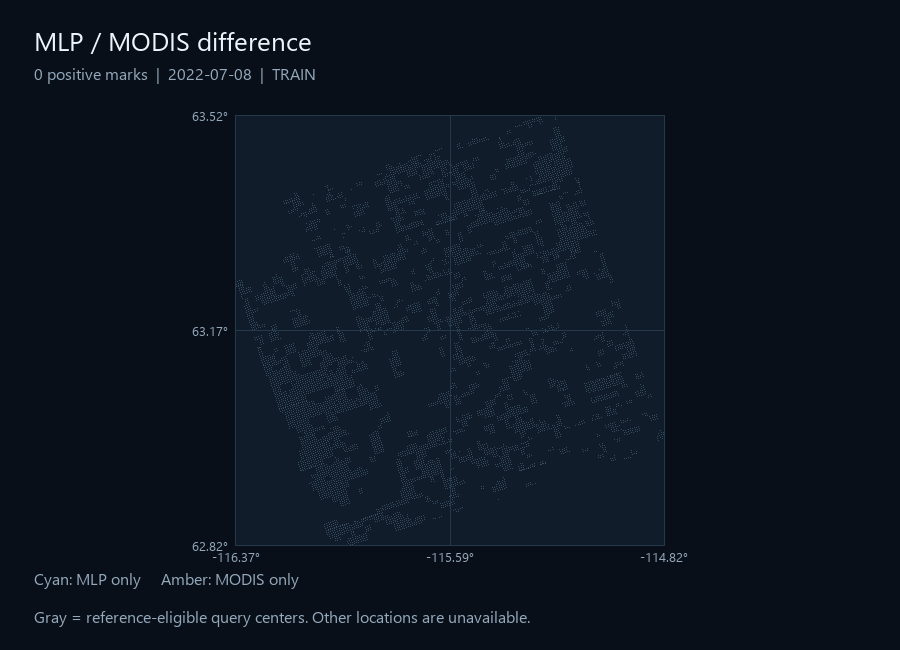 MLP / MODIS difference
0 positive marks | 2022-07-08 | TRAIN
63.52°
63.17°
62.82°
-116.37° -115.59° -114.82°
Cyan: MLP only Amber: MODIS only
Gray = reference-eligible query centers. Other locations are unavailable.